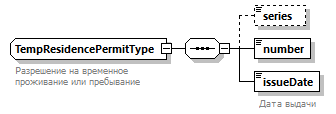 series
TempResidencePermitType
number
Разрешение на временное
проживание или пребывание
issueDate
Дата выдачи